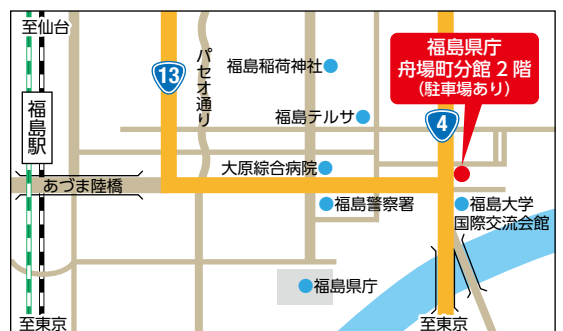 至仙台
福島駅
13
パセオ通り
福島稲荷神社
福島県庁
舟場町分館2階
(駐車場あり)
福島テルサ
4
大原綜合病院
あづま陸橋
福島警察署
福島大学
国際交流会館
福島県庁
至東京
至東京